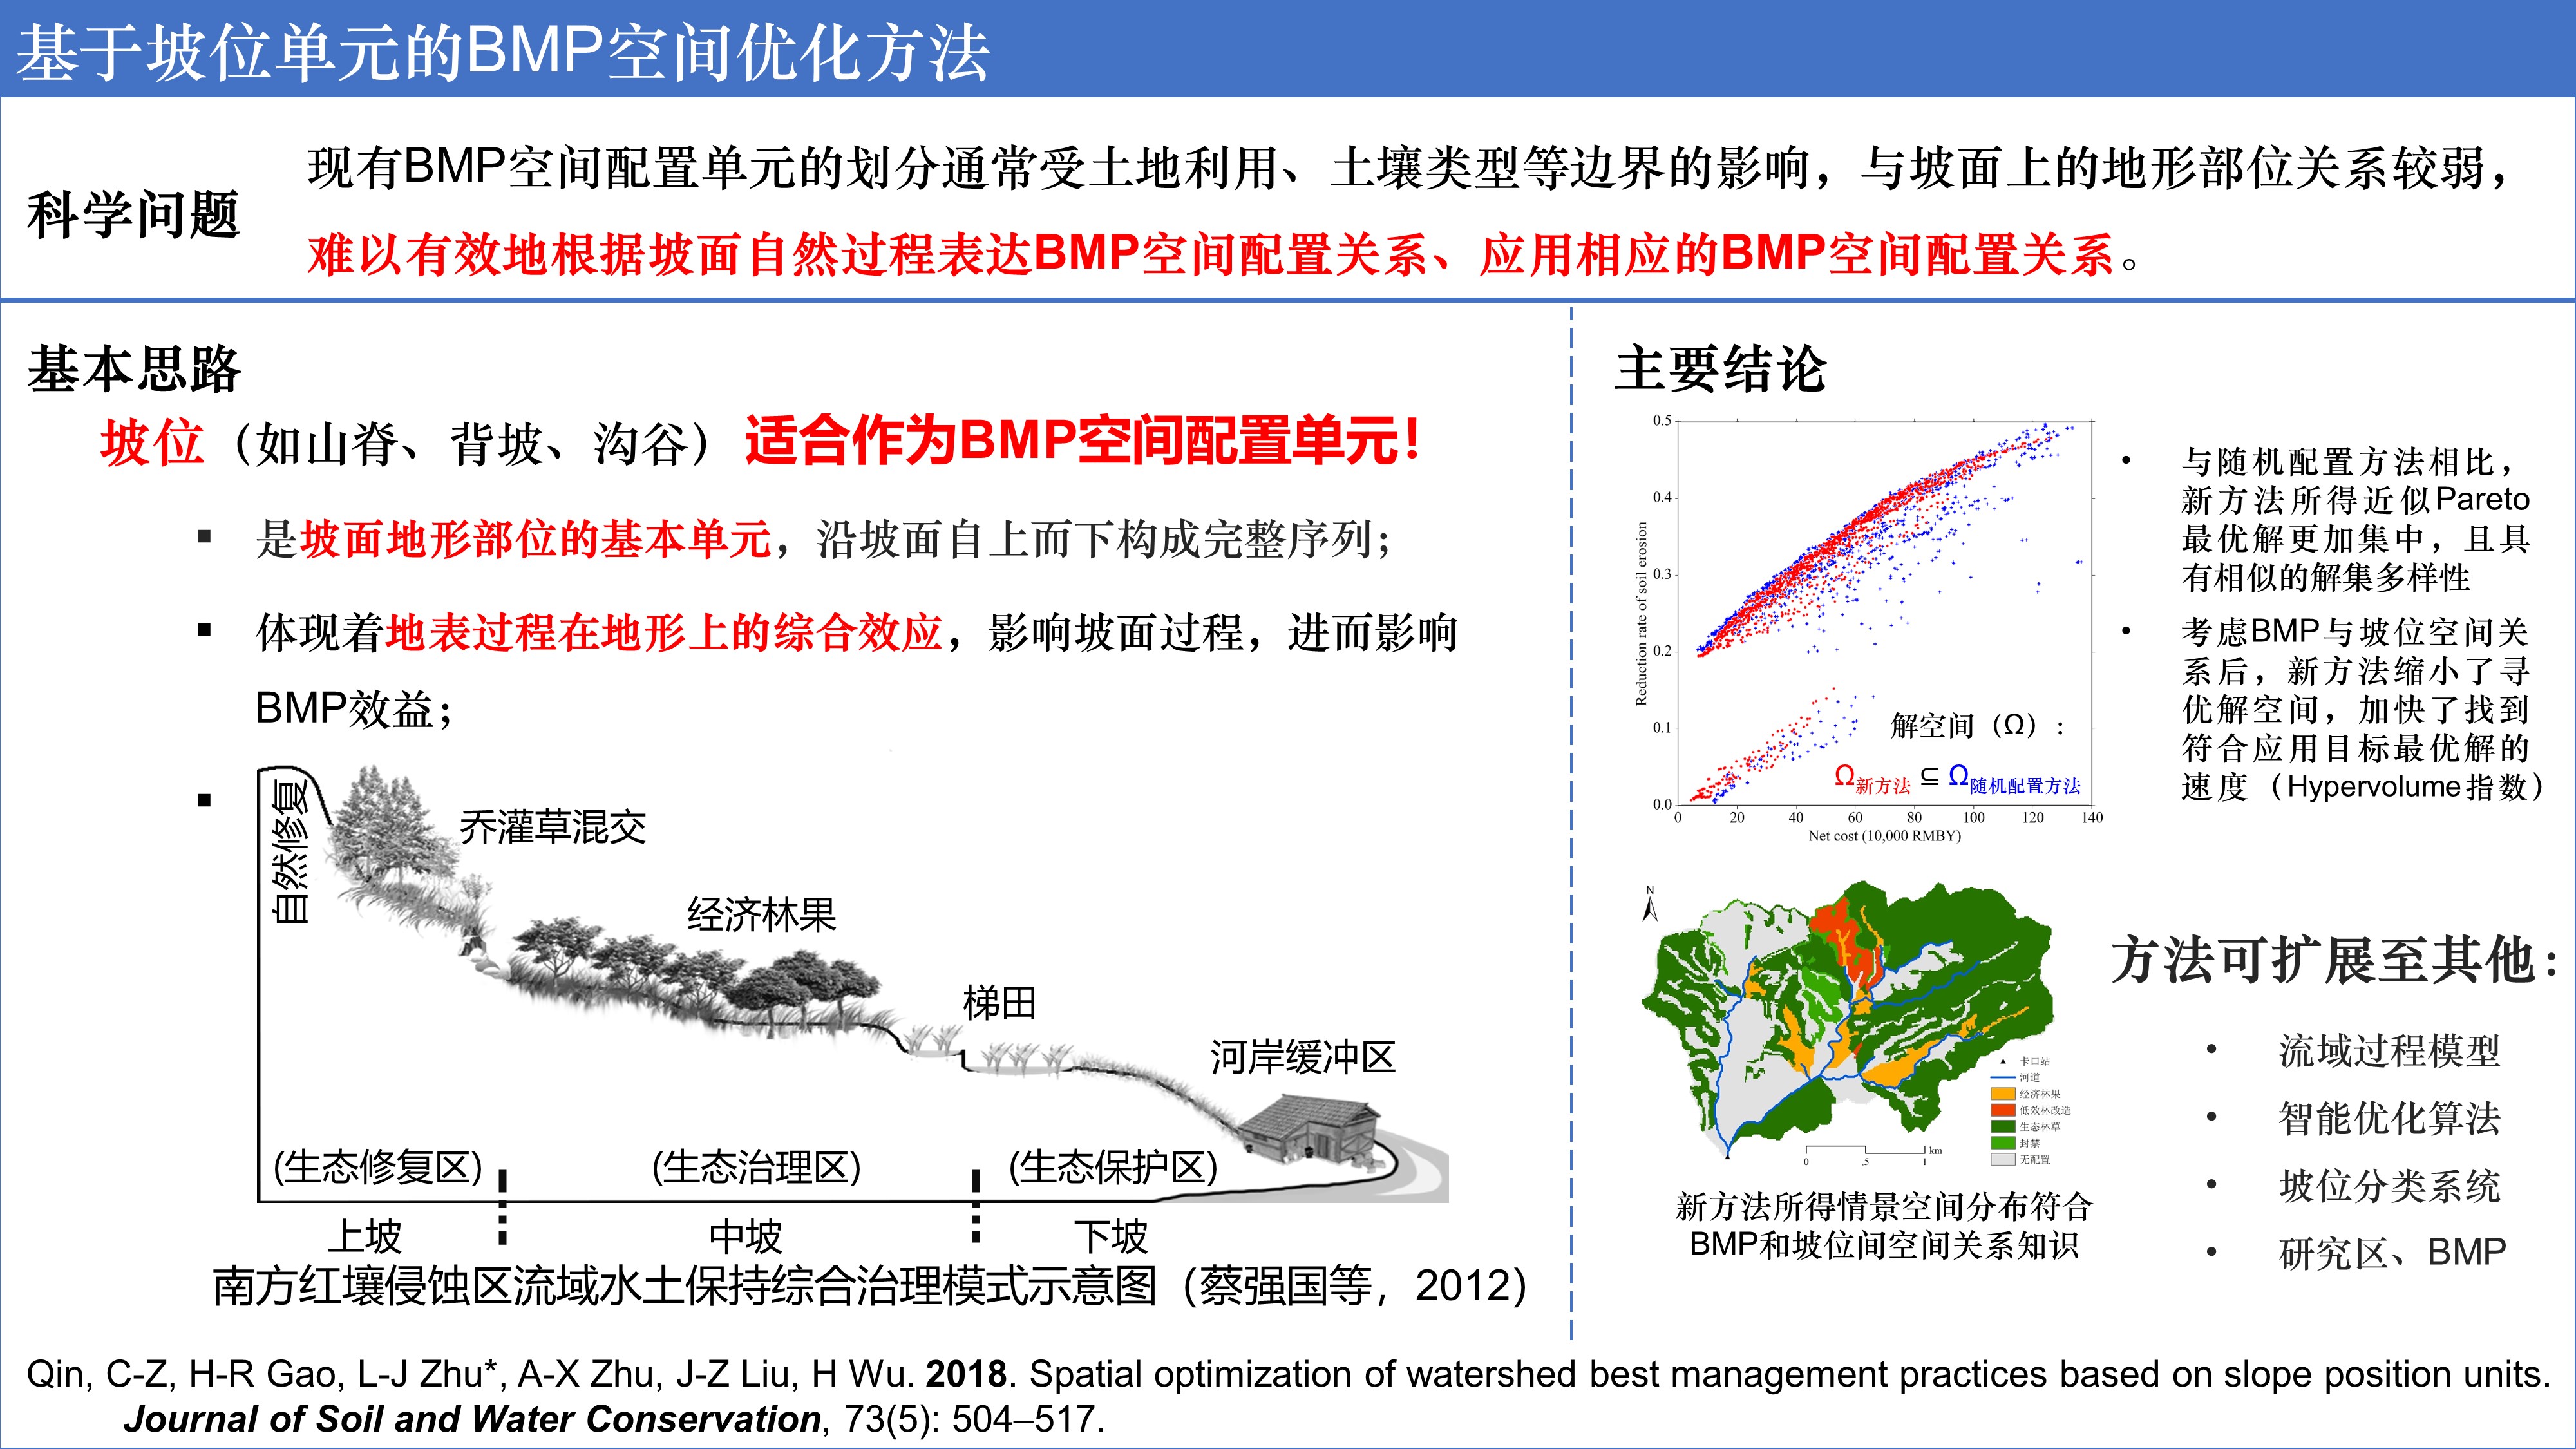 基于坡位单元的BMP空间优化方法
科学问题
现有BMP空间配置单元的划分通常受土地利用、土壤类型等边界的影响，与坡面上的地形部位关系较弱，
难以有效地根据坡面自然过程表达BMP空间配置关系、应用相应的BMP空间配置关系。
基本思路
坡位（如山脊、背坡、沟谷）适合作为BMP空间配置单元！
▪ 是坡面地形部位的基本单元，沿坡面自上而下构成完整序列；
▪ 体现着地表过程在地形上的综合效应，影响坡面过程，进而影响
BMP效益；
▪
自然修复
乔灌草混交
经济林果
梯田
河岸缓冲区
(生态修复区)
(生态治理区)
(生态保护区)
上坡
中坡
下坡
南方红壤侵蚀区流域水土保持综合治理模式示意图（蔡强国等，2012）
主要结论
Reduction rate of soil erosion
0.5
0.4
0.3
0.2
0.1
0.0
0 20 40 60 80 100 120 140
Net cost (10,000 RMBY)
解空间（Ω）:
Ω新方法 ⊆ Ω随机配置方法
• 与随机配置方法相比，
新方法所得近似Pareto
最优解更加集中，且具
有相似的解集多样性
• 考虑BMP与坡位空间关
系后，新方法缩小了寻
优解空间，加快了找到
符合应用目标最优解的
速度（Hypervolume指数）
N
卡口站
河道
经济林果
低效林改造
生态林草
封禁
无配置
km
0 .5 1
新方法所得情景空间分布符合
BMP和坡位间空间关系知识
方法可扩展至其他：
• 流域过程模型
• 智能优化算法
• 坡位分类系统
• 研究区、BMP
Qin, C-Z, H-R Gao, L-J Zhu*, A-X Zhu, J-Z Liu, H Wu. 2018. Spatial optimization of watershed best management practices based on slope position units.
Journal of Soil and Water Conservation, 73(5): 504–517.